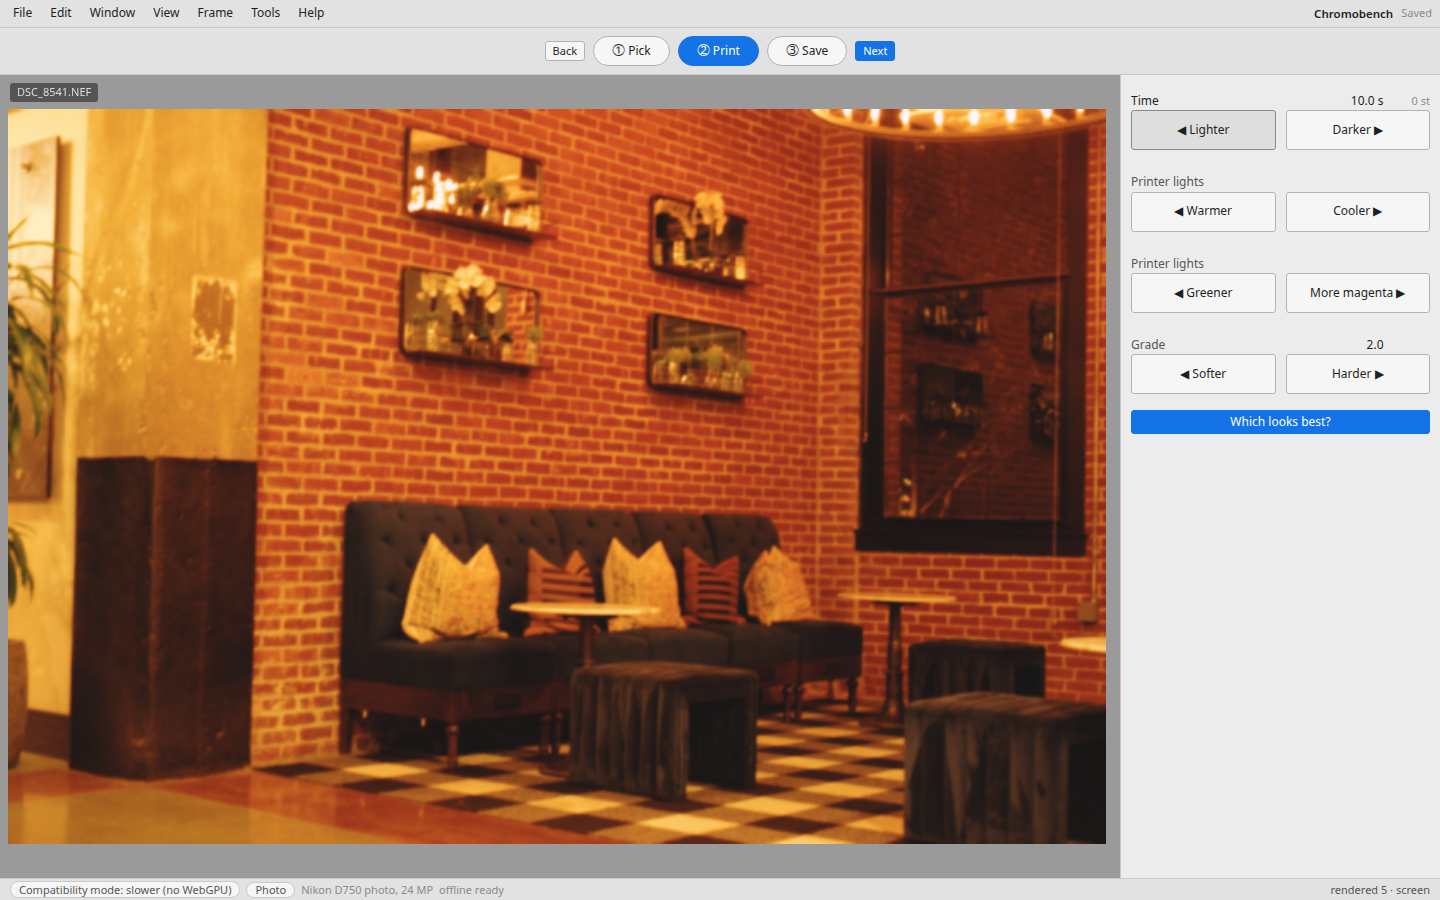 File Edit Window View Frame Tools Help Chromobench Saved
Back ① Pick ② Print ③ Save Next
DSC_8541.NEF
Time 10.0 s 0 st
◀ Lighter Darker ▶
Printer lights
◀ Warmer Cooler ▶
Printer lights
◀ Greener More magenta ▶
Grade 2.0
◀ Softer Harder ▶
Which looks best?
Compatibility mode: slower (no WebGPU) Photo Nikon D750 photo, 24 MP offline ready rendered 5 · screen